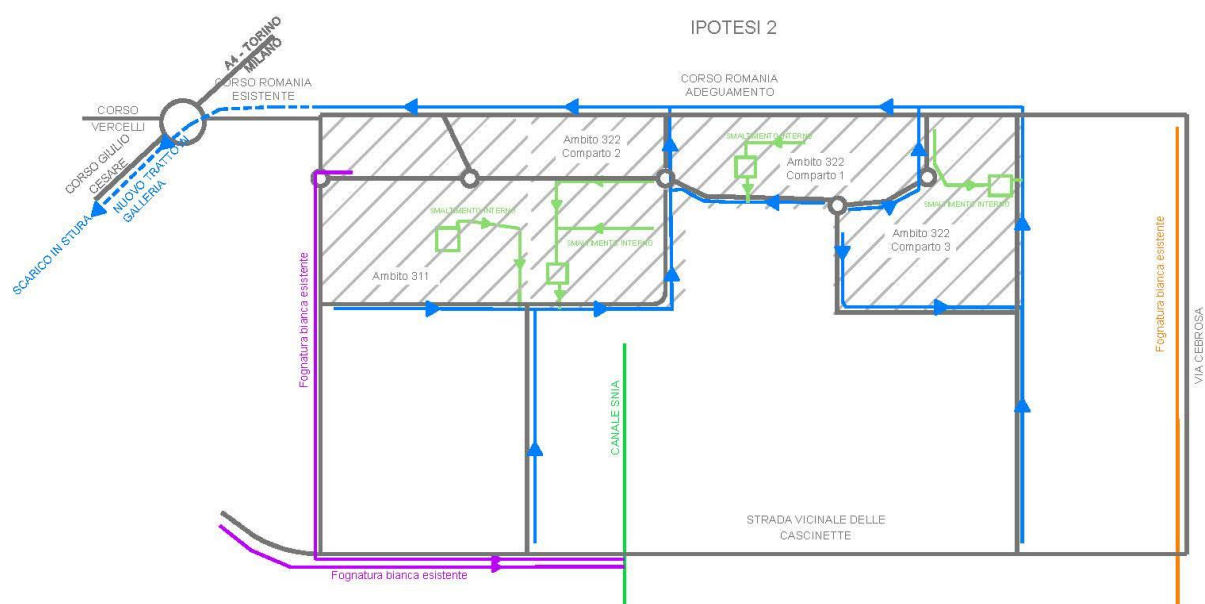 IPOTESI 2
A4 - TORINO
MILANO
CORSO ROMANIA
ESISTENTE
CORSO ROMANIA
ADEGUAMENTO
CORSO
VERCELLI
CORSO GIULIO
CESARE
NUOVO TRATTO IN
GALLERIA
SCARICO IN STURA
Ambito 322
Comparto 2
SMALTIMENTO INTERNO
Ambito 322
Comparto 1
SMALTIMENTO INTERNO
SMALTIMENTO INTERNO
SMALTIMENTO INTERNO
Ambito 322
Comparto 3
Ambito 311
Fognatura bianca esistente
Fognatura bianca esistente
VIA CEBROSA
CANALE SNIA
STRADA VICINALE DELLE
CASCINETTE
Fognatura bianca esistente